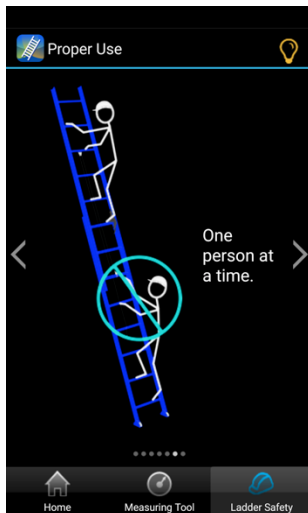 Proper Use
One
person at
a time.
Home
Measuring Tool
Ladder Safety